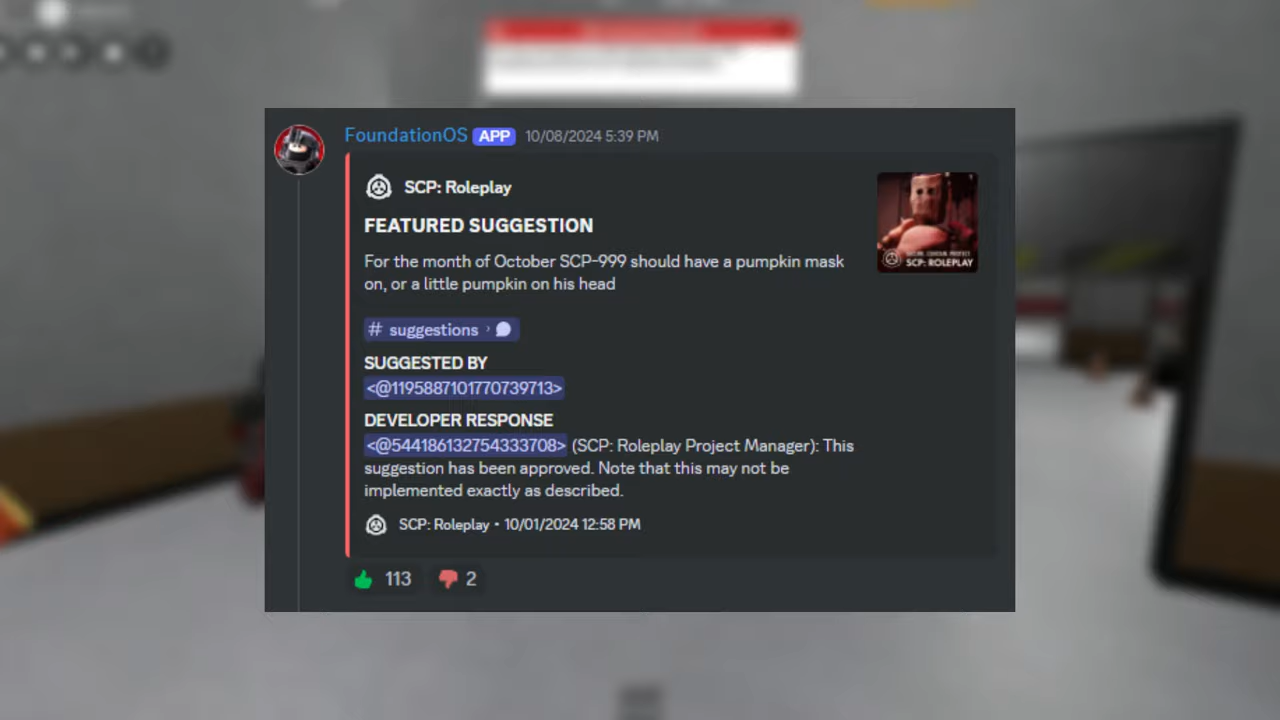 FoundationOS APP 10/08/2024 5:39 PM
SCP: Roleplay
FEATURED SUGGESTION
For the month of October SCP-999 should have a pumpkin mask
on, or a little pumpkin on his head
# suggestions ›
SUGGESTED BY
<@1195887101770739713>
DEVELOPER RESPONSE
<@544186132754333708> (SCP: Roleplay Project Manager): This
suggestion has been approved. Note that this may not be
implemented exactly as described.
SCP: Roleplay • 10/01/2024 12:58 PM
113 2
SCP: ROLEPLAY